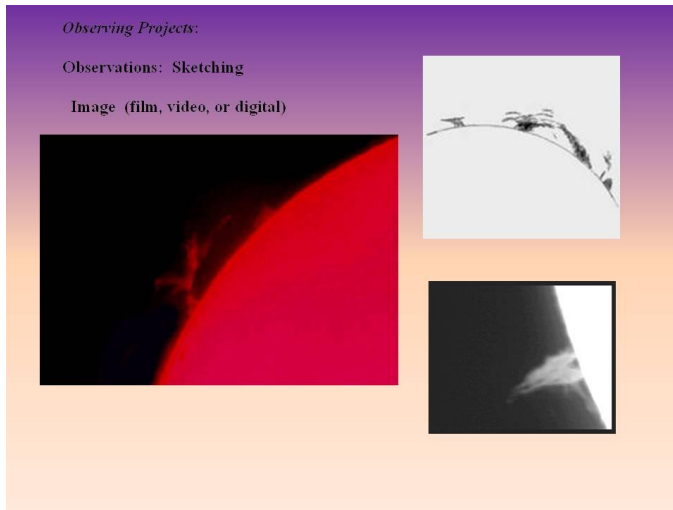 Observing Projects:
Observations: Sketching
Image (film, video, or digital)